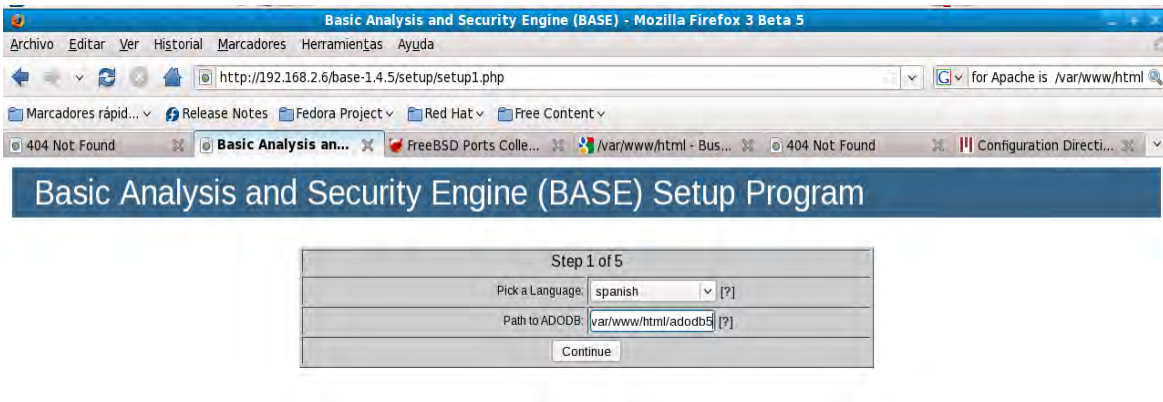 Basic Analysis and Security Engine (BASE) - Mozilla Firefox 3 Beta 5
Archivo Editar Ver Historial Marcadores Herramientas Ayuda
http://192.168.2.6/base-1.4.5/setup/setup1.php for Apache is /var/www/html
Marcadores rápid... Release Notes Fedora Project Red Hat Free Content
404 Not Found Basic Analysis an... FreeBSD Ports Colle... /var/www/html - Bus... 404 Not Found Configuration Directi...
Basic Analysis and Security Engine (BASE) Setup Program
Step 1 of 5
Pick a Language: spanish [?]
Path to ADODB: var/www/html/adodb5 [?]
Continue